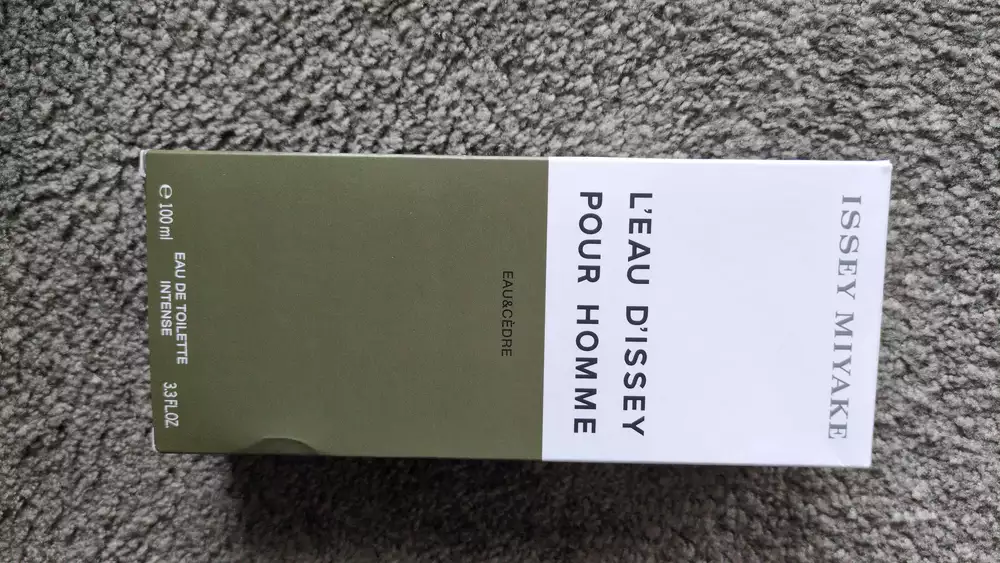 ISSEY MIYAKE
L'EAU D'ISSEY
POUR HOMME
EAU&CÈDRE
EAU DE TOILETTE
INTENSE
℮ 100 ml
3.3 FL.OZ.